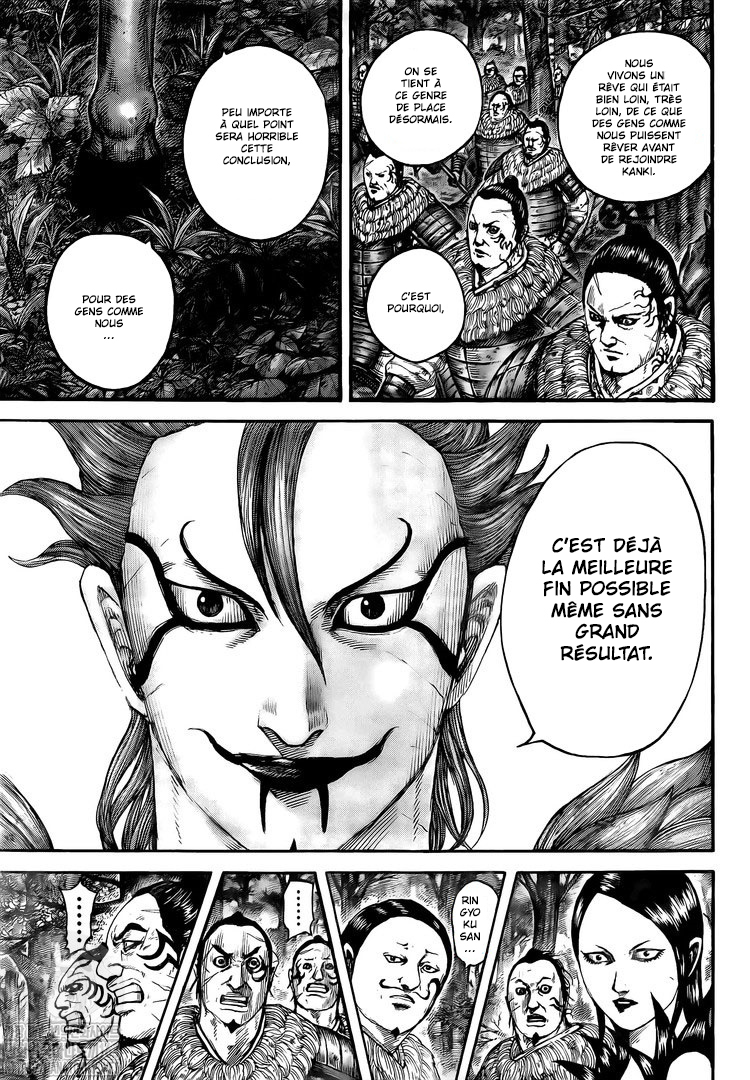 NOUS
VIVONS UN
RÊVE QUI ÉTAIT
BIEN LOIN, TRÈS
LOIN, DE CE QUE
DES GENS COMME
NOUS PUISSENT
RÊVER AVANT
DE REJOINDRE
KANKI.
ON SE
TIENT À
CE GENRE
DE PLACE
DÉSORMAIS.
C'EST
POURQUOI,
PEU IMPORTE
À QUEL POINT
SERA HORRIBLE
CETTE
CONCLUSION,
POUR DES
GENS COMME
NOUS
...
C'EST DÉJÀ
LA MEILLEURE
FIN POSSIBLE
MÊME SANS
GRAND
RÉSULTAT.
RIN
GYO
KU
SAN
...
....
....